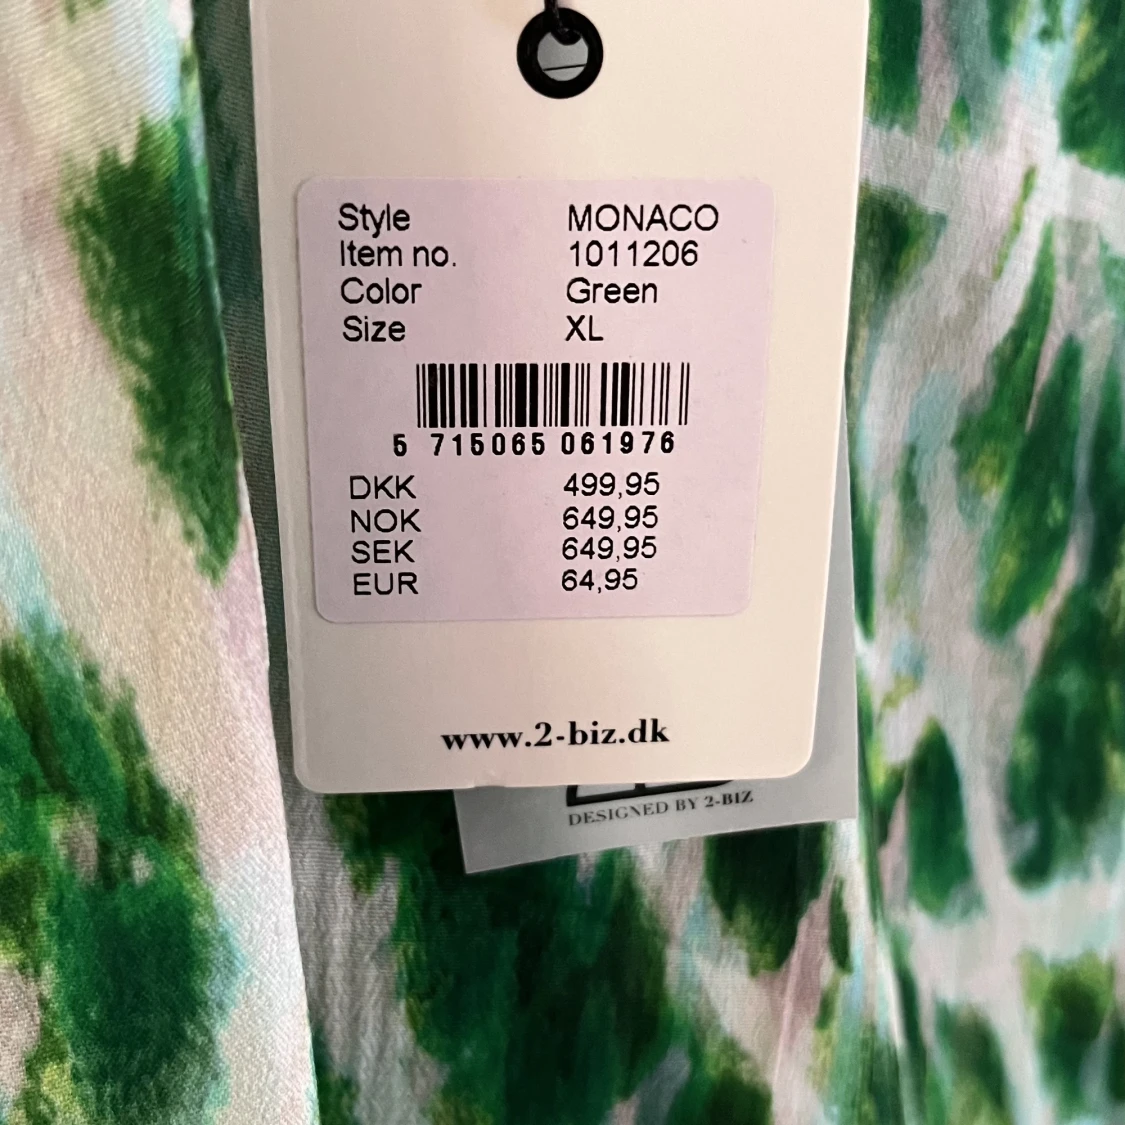 Style MONACO
Item no. 1011206
Color Green
Size XL
5 715065 061976
DKK 499,95
NOK 649,95
SEK 649,95
EUR 64,95
www.2-biz.dk
DESIGNED BY 2-BIZ